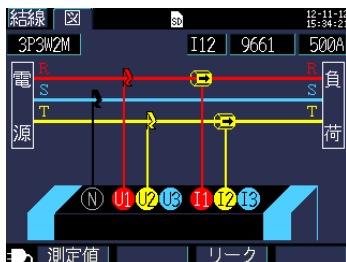 結線 図 SD 12-11-12
15:34:21
3P3W2M I12 9661 500A
電源
R R
S S
T T
負荷
N U1 U2 U3 I1 I2 I3
測定値 リーク